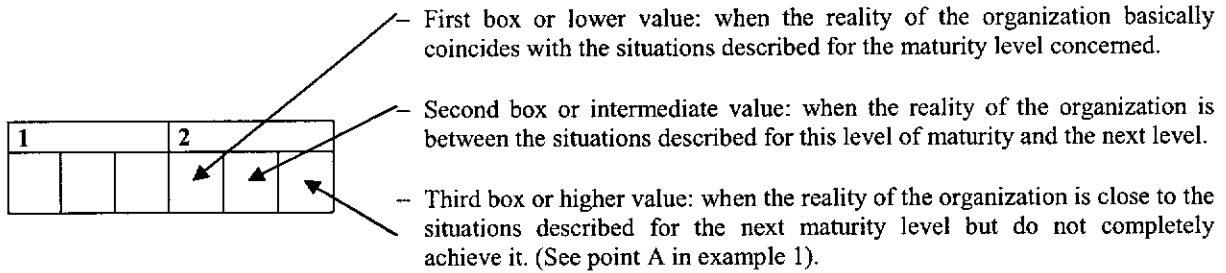 – First box or lower value: when the reality of the organization basically
coincides with the situations described for the maturity level concerned.
– Second box or intermediate value: when the reality of the organization is
between the situations described for this level of maturity and the next level.
1 2
– Third box or higher value: when the reality of the organization is close to the
situations described for the next maturity level but do not completely
achieve it. (See point A in example 1).